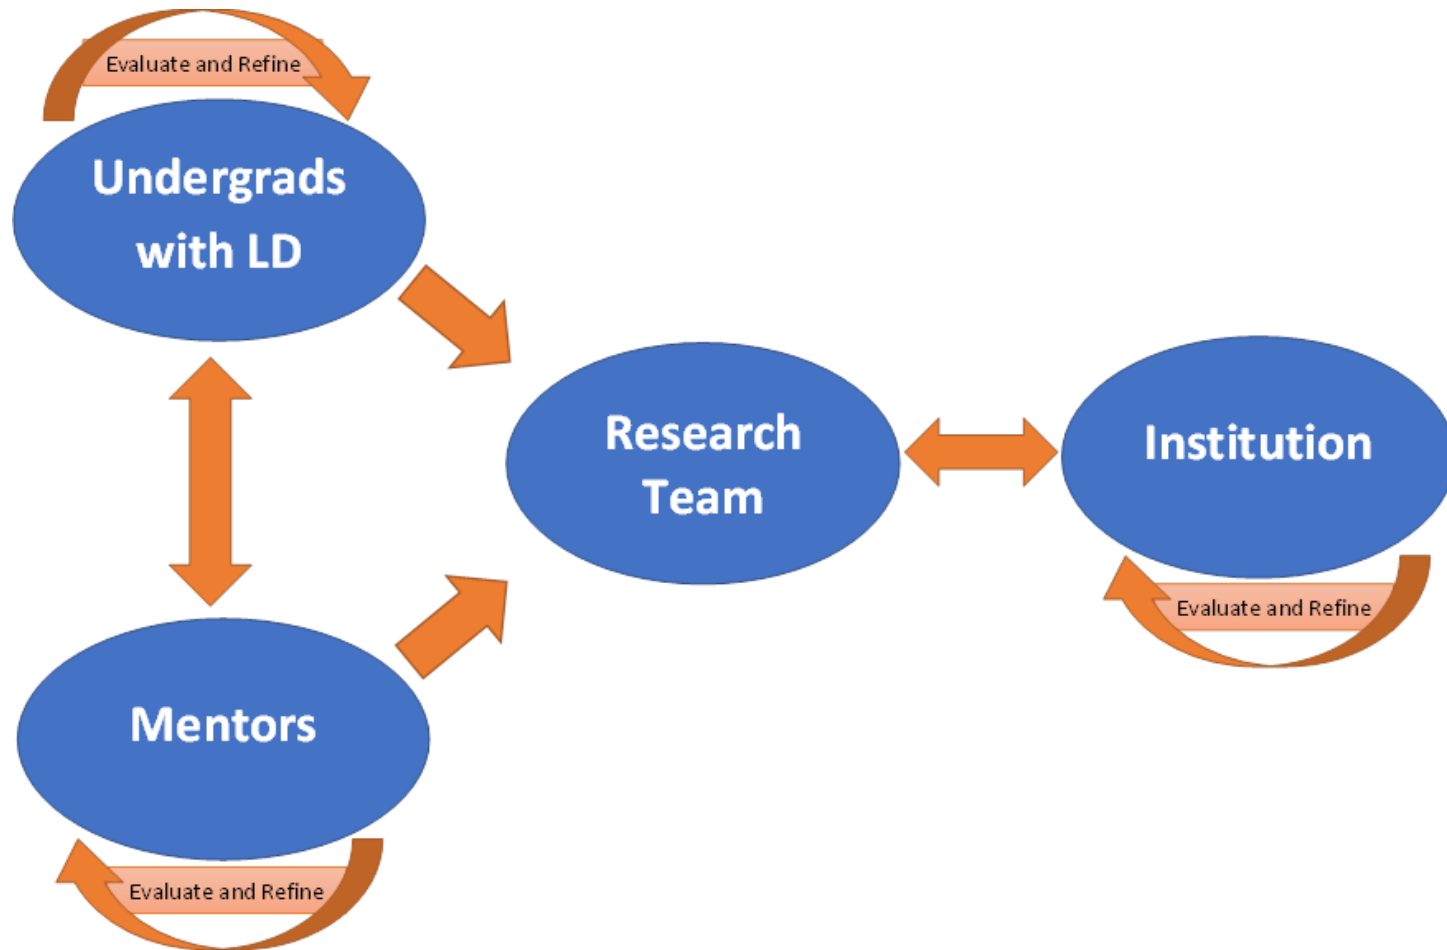 Evaluate and Refine
Undergrads
with LD
Research
Team
Institution
Evaluate and Refine
Mentors
Evaluate and Refine